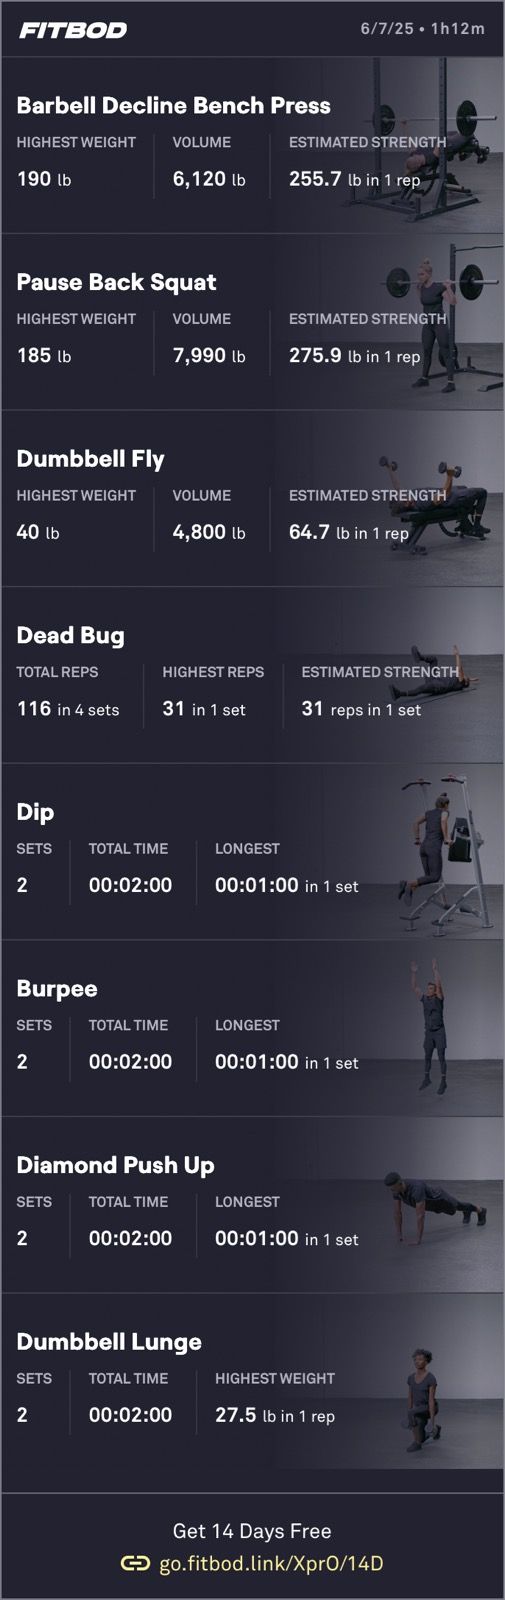 FITBOD 6/7/25 • 1h12m
Barbell Decline Bench Press
HIGHEST WEIGHT VOLUME ESTIMATED STRENGTH
190 lb 6,120 lb 255.7 lb in 1 rep
Pause Back Squat
HIGHEST WEIGHT VOLUME ESTIMATED STRENGTH
185 lb 7,990 lb 275.9 lb in 1 rep
Dumbbell Fly
HIGHEST WEIGHT VOLUME ESTIMATED STRENGTH
40 lb 4,800 lb 64.7 lb in 1 rep
Dead Bug
TOTAL REPS HIGHEST REPS ESTIMATED STRENGTH
116 in 4 sets 31 in 1 set 31 reps in 1 set
Dip
SETS TOTAL TIME LONGEST
2 00:02:00 00:01:00 in 1 set
Burpee
SETS TOTAL TIME LONGEST
2 00:02:00 00:01:00 in 1 set
Diamond Push Up
SETS TOTAL TIME LONGEST
2 00:02:00 00:01:00 in 1 set
Dumbbell Lunge
SETS TOTAL TIME HIGHEST WEIGHT
2 00:02:00 27.5 lb in 1 rep
Get 14 Days Free
go.fitbod.link/XprO/14D